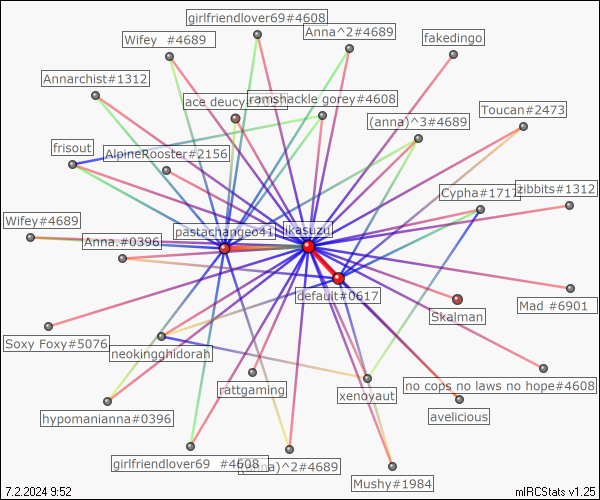 girlfriendlover69#4608
Anna^2#4689
Wifey #4689
fakedingo
Annarchist#1312
ace deucy
ramshackle gorey#4608
Toucan#2473
(anna)^3#4689
frisout
AlpineRooster#2156
Cypha#1717
zibbits#1312
Wifey#4689
pastachangeo41
ikasuzu
Anna.#0396
default#0617
Skalman
Mad #6901
Soxy Foxy#5076
neokingghidorah
rattgaming
xenoyaut
no cops no laws no hope#4608
hypomanianna#0396
avelicious
girlfriendlover69 #4608
)^2#4689
Mushy#1984
7.2.2024 9:52
mIRCStats v1.25